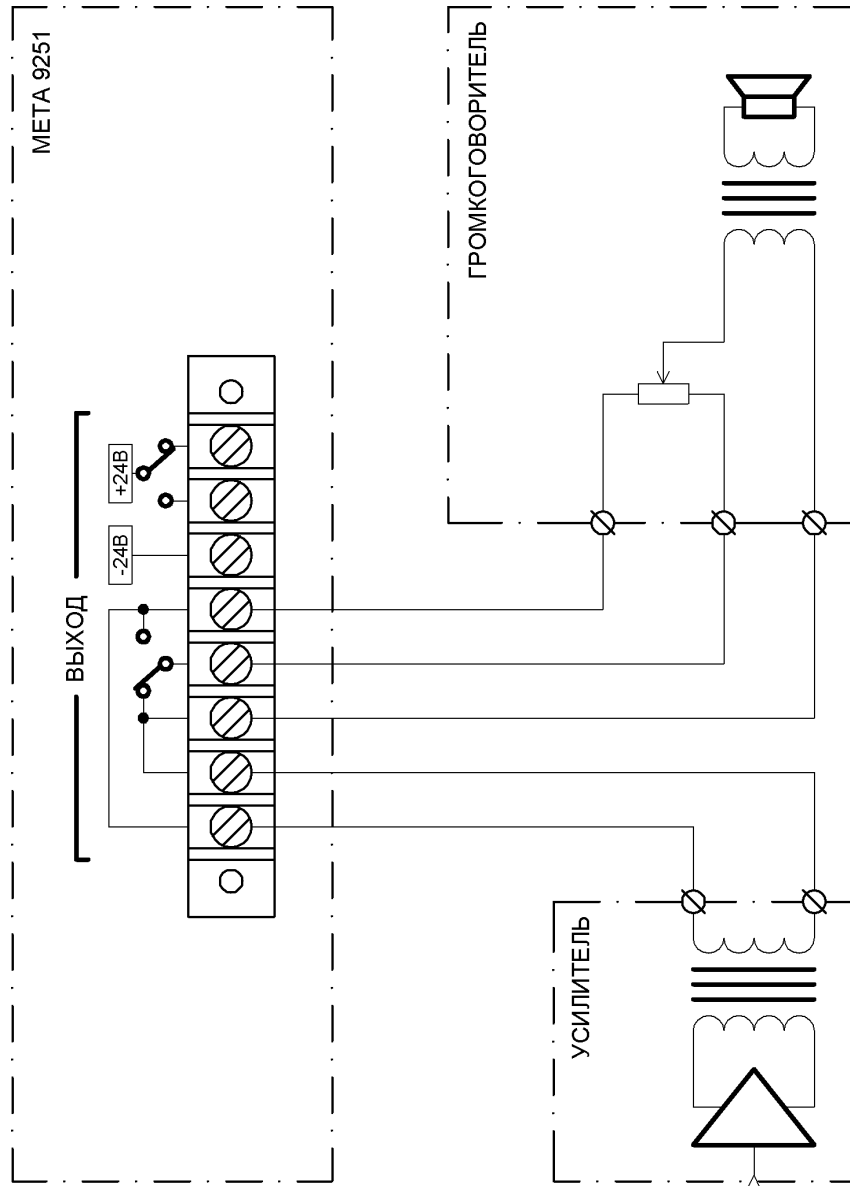 МЕТА 9251
ГРОМКОГОВОРИТЕЛЬ
+24В
-24В
ВЫХОД
УСИЛИТЕЛЬ